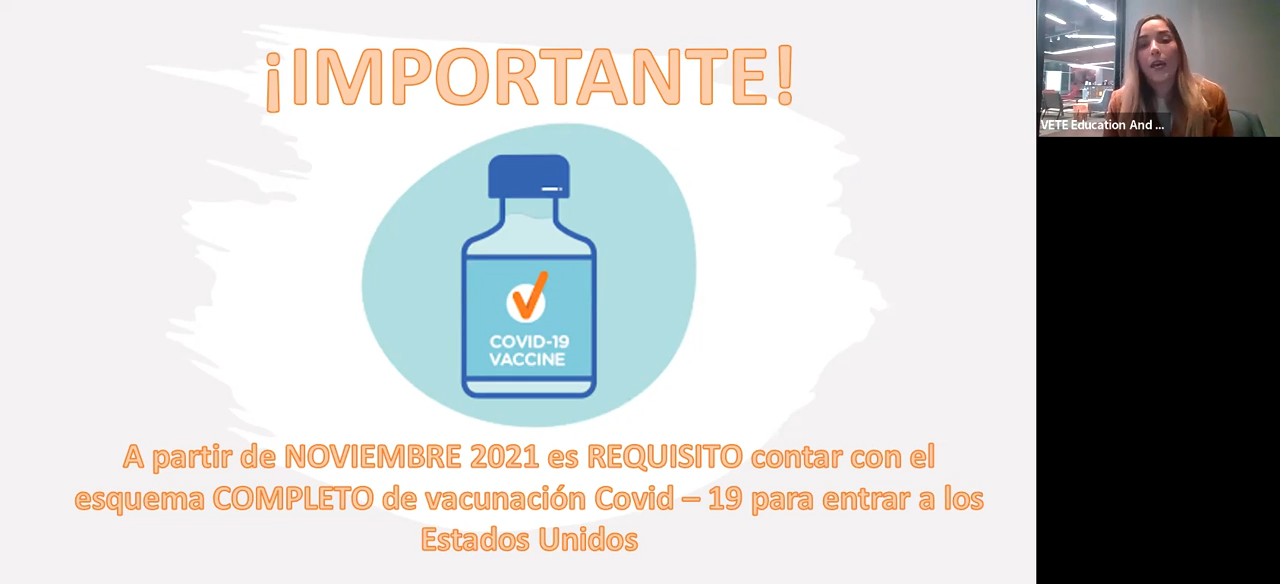 ¡IMPORTANTE!
COVID-19
VACCINE
A partir de NOVIEMBRE 2021 es REQUISITO contar con el
esquema COMPLETO de vacunación Covid – 19 para entrar a los
Estados Unidos
VETE Education And ...